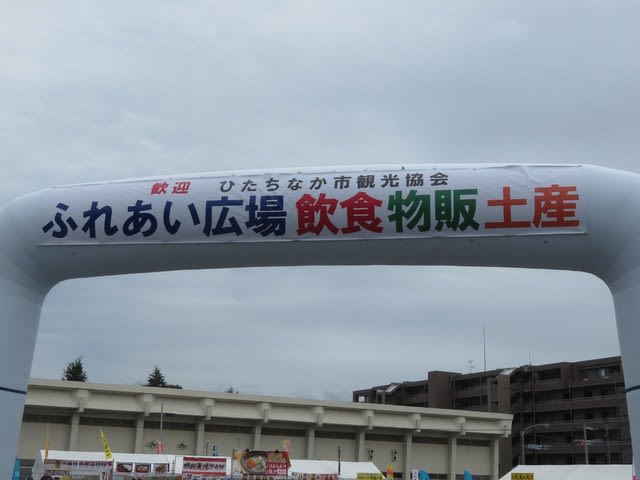 歓迎 ひたちなか市観光協会
ふれあい広場 飲食 物販 土産